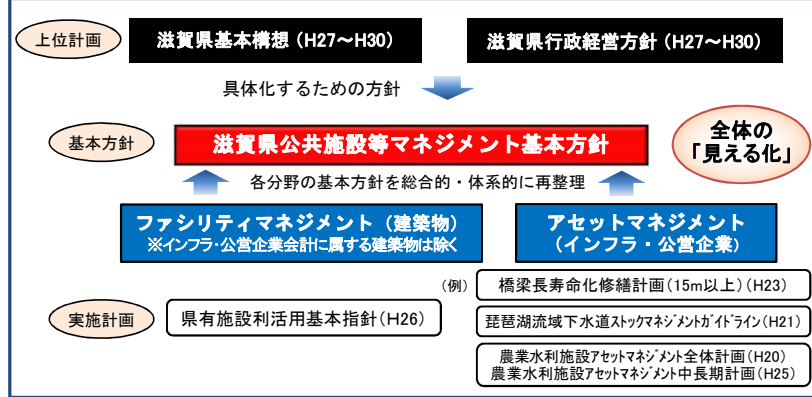 上位計画
滋賀県基本構想（H27～H30）
滋賀県行政経営方針（H27～H30）
具体化するための方針
基本方針
滋賀県公共施設等マネジメント基本方針
全体の
「見える化」
各分野の基本方針を総合的・体系的に再整理
ファシリティマネジメント（建築物）
※インフラ・公営企業会計に属する建築物は除く
アセットマネジメント
（インフラ・公営企業）
実施計画
県有施設利活用基本指針（H26）
（例）
橋梁長寿命化修繕計画（15m以上）（H23）
琵琶湖流域下水道ｽﾄｯｸﾏﾈｼﾞﾒﾝﾄｶﾞｲﾄﾞﾗｲﾝ（H21）
農業水利施設ｱｾｯﾄﾏﾈｼﾞﾒﾝﾄ全体計画（H20）
農業水利施設ｱｾｯﾄﾏﾈｼﾞﾒﾝﾄ中長期計画（H25）